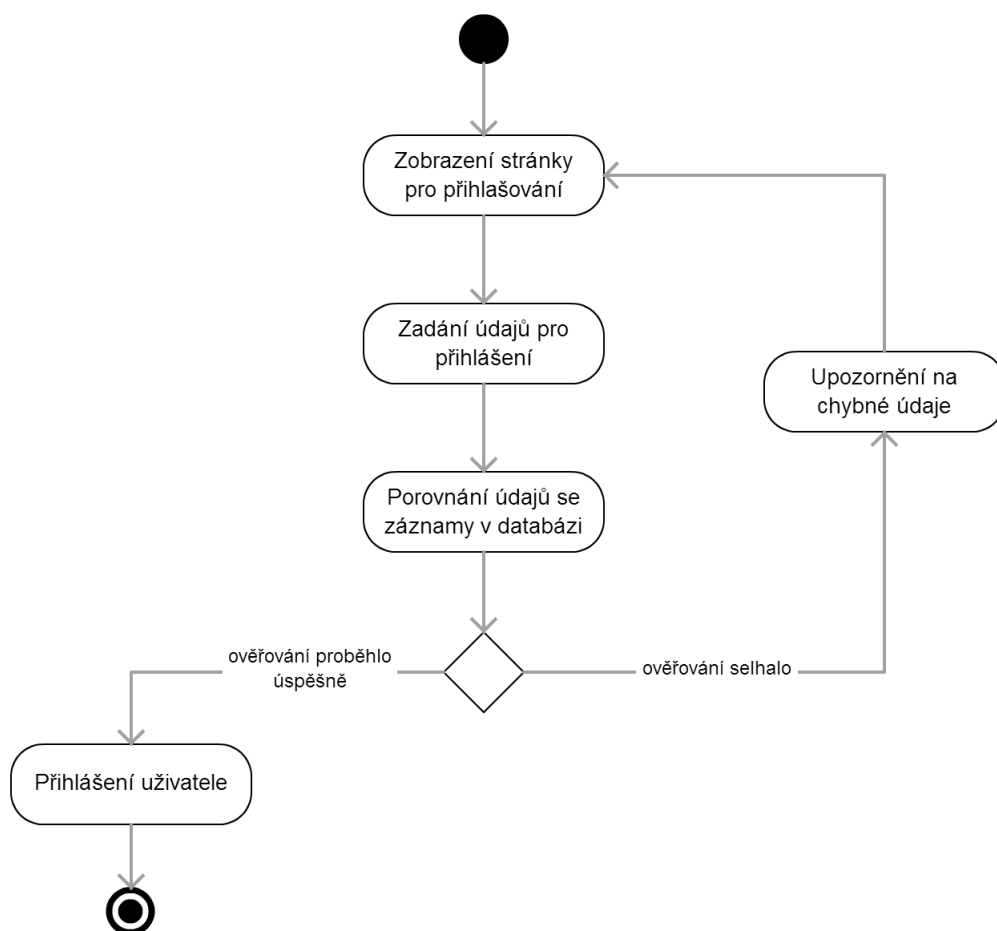 Zobrazení stránky
pro přihlašování
Zadání údajů pro
přihlášení
Upozornění na
chybné údaje
Porovnání údajů se
záznamy v databázi
ověřování proběhlo
úspěšně
ověřování selhalo
Přihlášení uživatele